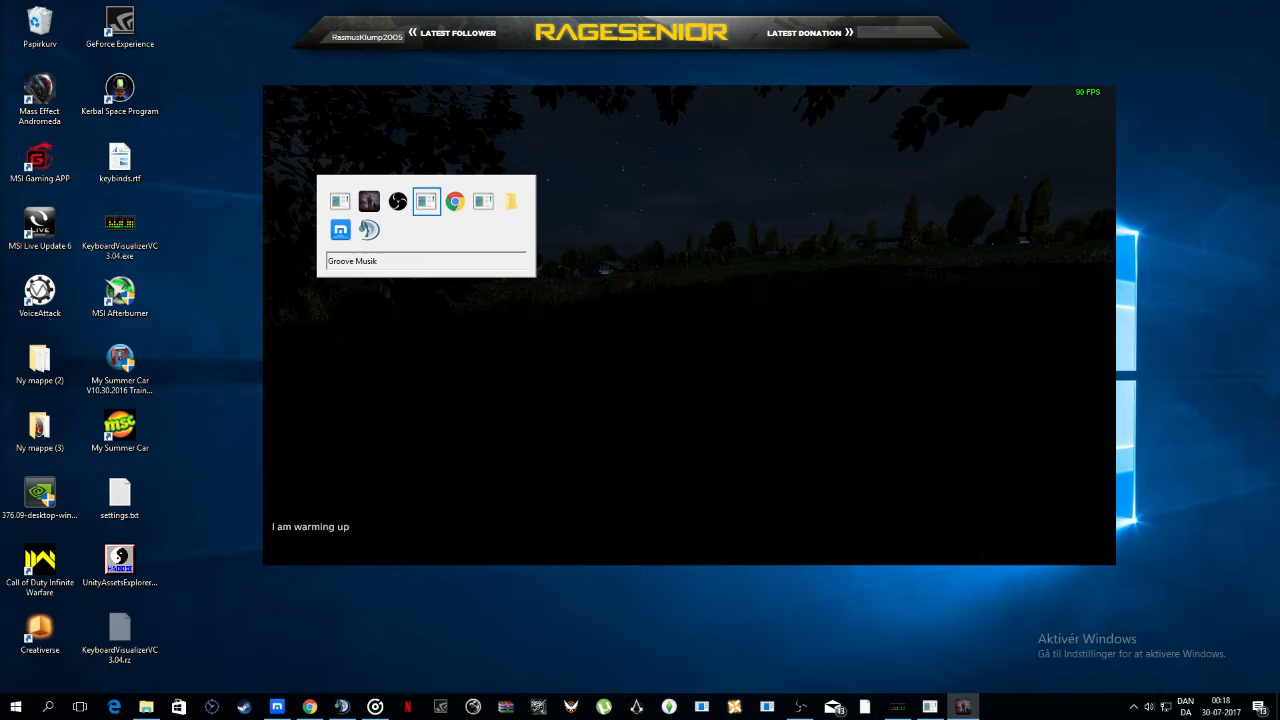 RasmusKlump2005
LATEST FOLLOWER
RAGESENIOR
LATEST DONATION
Papirkurv
GeForce Experience
Mass Effect
Andromeda
Kerbal Space Program
MSI Gaming APP
keybinds.rtf
LIVE
MSI Live Update 6
KeyboardVisualizerVC
3.04.exe
VoiceAttack
MSI Afterburner
Ny mappe (2)
My Summer Car
V10.30.2016 Train...
Ny mappe (3)
msc
My Summer Car
376.09-desktop-win...
settings.txt
Call of Duty Infinite
Warfare
HAOOSE
UnityAssetsExplorer...
Creativerse
KeyboardVisualizerVC
3.04.rz
90 FPS
Groove Musik
I am warming up
Aktivér Windows
Gå til Indstillinger for at aktivere Windows.
DAN
DA
00:18
30-07-2017